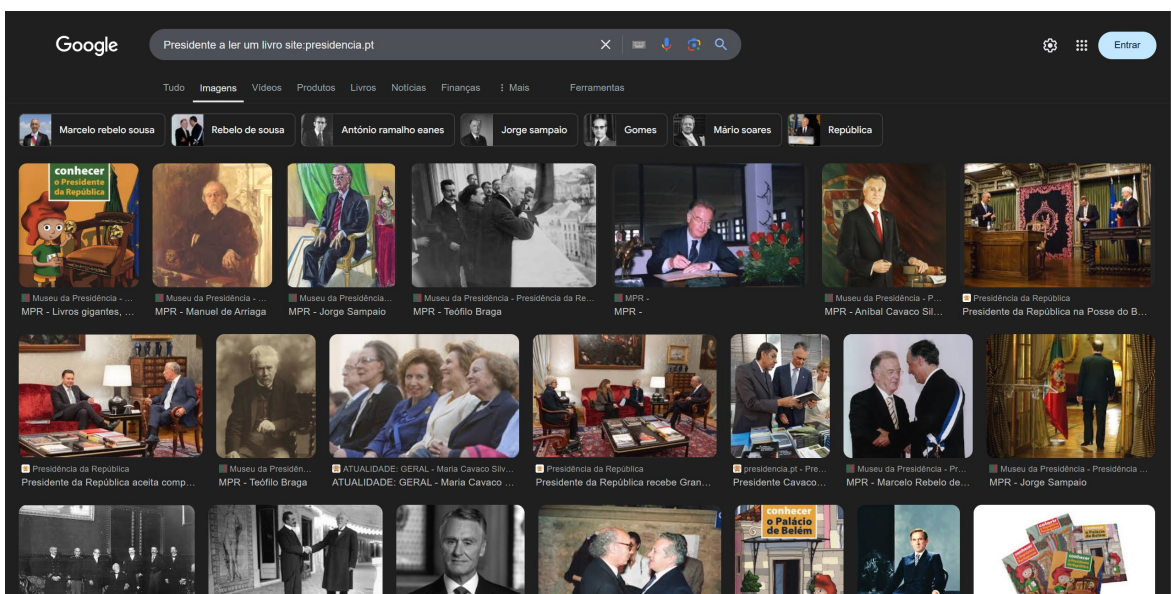 Google
Presidente a ler um livro site:presidencia.pt
Entrar
Tudo Imagens Vídeos Produtos Livros Notícias Finanças Mais Ferramentas
Marcelo rebelo sousa Rebelo de sousa António ramalho eanes Jorge sampaio Gomes Mário soares República
conhecer
o Presidente
da República
Museu da Presidência - ... Museu da Presidência - ... Museu da Presidência... Museu da Presidência - Presidência da Re... MPR - Museu da Presidência - P... Presidência da República
MPR - Livros gigantes, ... MPR - Manuel de Arriaga MPR - Jorge Sampaio MPR - Teófilo Braga MPR - MPR - Aníbal Cavaco Sil... Presidente da República na Posse do B...
Presidência da República Museu da Presidên... ATUALIDADE: GERAL - Maria Cavaco Silv... Presidência da República presidencia.pt - Pre... Museu da Presidência - Pr... Museu da Presidência - Presidência ...
Presidente da República aceita comp... MPR - Teófilo Braga ATUALIDADE: GERAL - Maria Cavaco ... Presidente da República recebe Gran... Presidente Cavaco... MPR - Marcelo Rebelo de... MPR - Jorge Sampaio
conhecer
o Palácio
de Belém